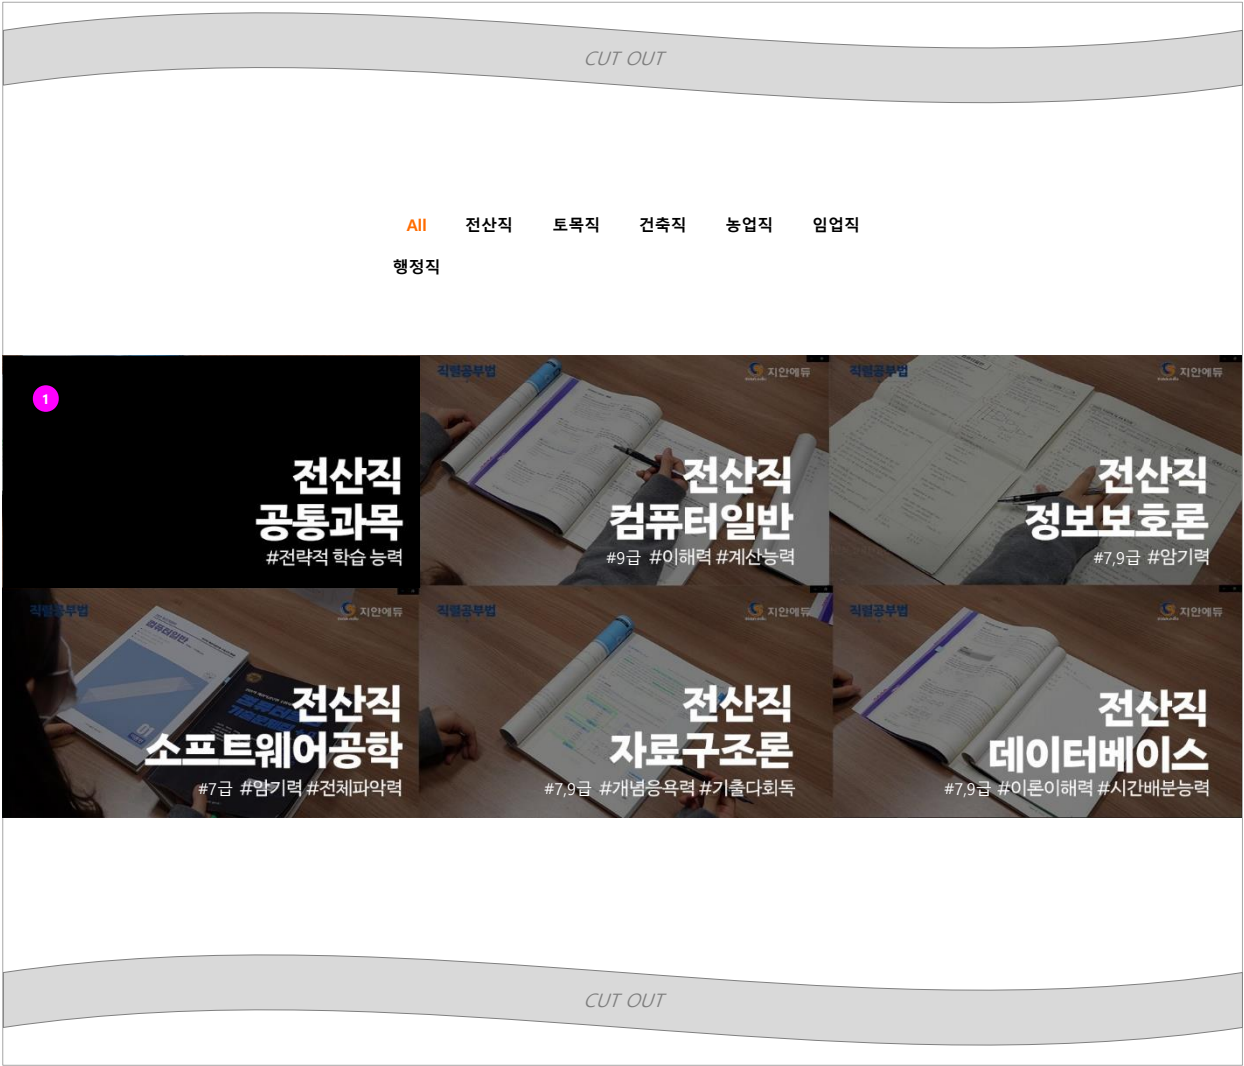 CUT OUT
All 전산직 토목직 건축직 농업직 임업직
행정직
1
전산직
공통과목
#전략적 학습 능력
직렬공부법
지안에듀
전산직
컴퓨터일반
#9급 #이해력 #계산능력
직렬공부법
지안에듀
전산직
정보보호론
#7,9급 #암기력
직렬공부법
지안에듀
컴퓨터일반
01
전산직
소프트웨어공학
#7급 #암기력 #전체파악력
직렬공부법
지안에듀
전산직
자료구조론
#7,9급 #개념응용력 #기출다회독
직렬공부법
지안에듀
전산직
데이터베이스
#7,9급 #이론이해력 #시간배분능력
CUT OUT